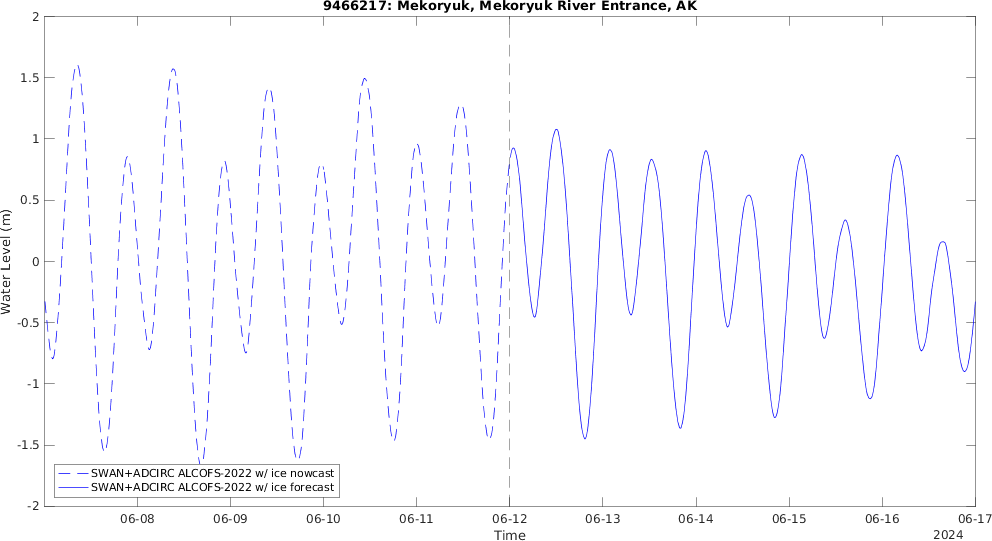 9466217: Mekoryuk, Mekoryuk River Entrance, AK
2
1.5
1
0.5
0
-0.5
-1
-1.5
-2
Water Level (m)
SWAN+ADCIRC ALCOFS-2022 w/ ice nowcast
SWAN+ADCIRC ALCOFS-2022 w/ ice forecast
06-08 06-09 06-10 06-11 06-12 06-13 06-14 06-15 06-16 06-17
Time
2024